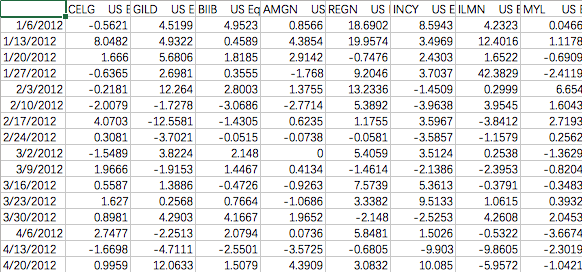 CELG US E GILD US E BIIB US Eq AMGN US REGN US INCY US E ILMN US E MYL US E
1/6/2012 -0.5621 4.5199 4.9523 0.8566 18.6902 8.5943 4.2323 0.0466
1/13/2012 8.0482 4.9322 0.4589 4.3854 19.9574 3.4969 12.4016 1.1178
1/20/2012 1.666 5.6806 1.8185 2.9142 -0.7476 2.4303 1.6522 -0.6909
1/27/2012 -0.6365 2.6981 0.3555 -1.768 9.2046 3.7037 42.3829 -2.4119
2/3/2012 -0.2181 12.264 2.8003 1.3755 13.2336 -1.4509 0.2999 6.654
2/10/2012 -2.0079 -1.7278 -3.0686 -2.7714 5.3892 -3.9638 3.9545 1.6043
2/17/2012 4.0703 -12.5581 -1.4305 0.6235 1.1755 3.5967 -3.8412 2.7193
2/24/2012 0.3081 -3.7021 -0.0515 -0.0738 -0.0581 -3.5857 -1.1579 0.2562
3/2/2012 -1.5489 3.8224 2.148 0 5.4059 3.5124 0.2538 -1.3629
3/9/2012 1.9666 -1.9153 1.4467 0.4134 -1.4614 -2.1386 -2.3953 -0.8204
3/16/2012 0.5587 1.3886 -0.4726 -0.9263 7.5739 5.3613 -0.3791 -0.3483
3/23/2012 1.627 0.2568 0.7664 -1.0686 3.3382 9.5133 1.0615 0.3932
3/30/2012 0.8981 4.2903 4.1667 1.9652 -2.148 -2.5253 4.2608 2.0453
4/6/2012 2.7477 -2.2513 2.0794 0.0736 5.8481 1.5026 -0.5322 -3.6674
4/13/2012 -1.6698 -4.7111 -2.5501 -3.5725 -0.6805 -9.903 -9.8605 -2.3019
4/20/2012 0.9959 12.0633 1.5079 4.3909 3.0832 10.085 -5.9572 -1.0421